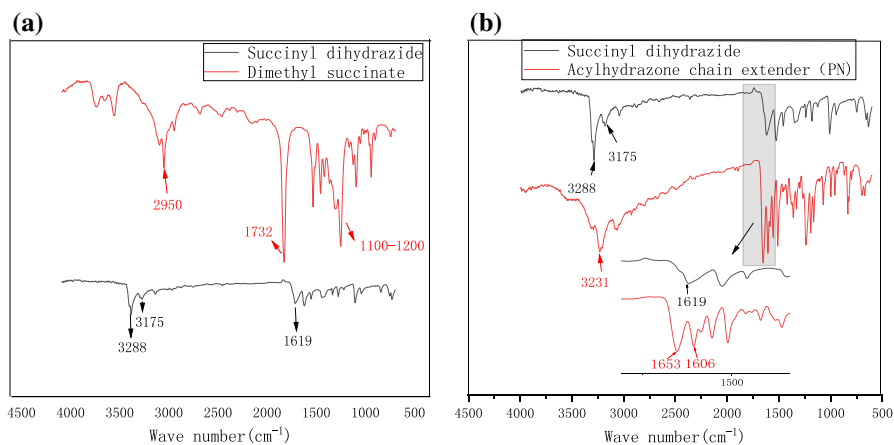 (a)
Succinyl dihydrazide
Dimethyl succinate
2950
1732
1100-1200
3175
3288
1619
4500 4000 3500 3000 2500 2000 1500 1000 500
Wave number(cm⁻¹)
(b)
Succinyl dihydrazide
Acylhydrazone chain extender (PN)
3175
3288
3231
1619
1653 1606
1500
4500 4000 3500 3000 2500 2000 1500 1000 500
Wave number(cm⁻¹)